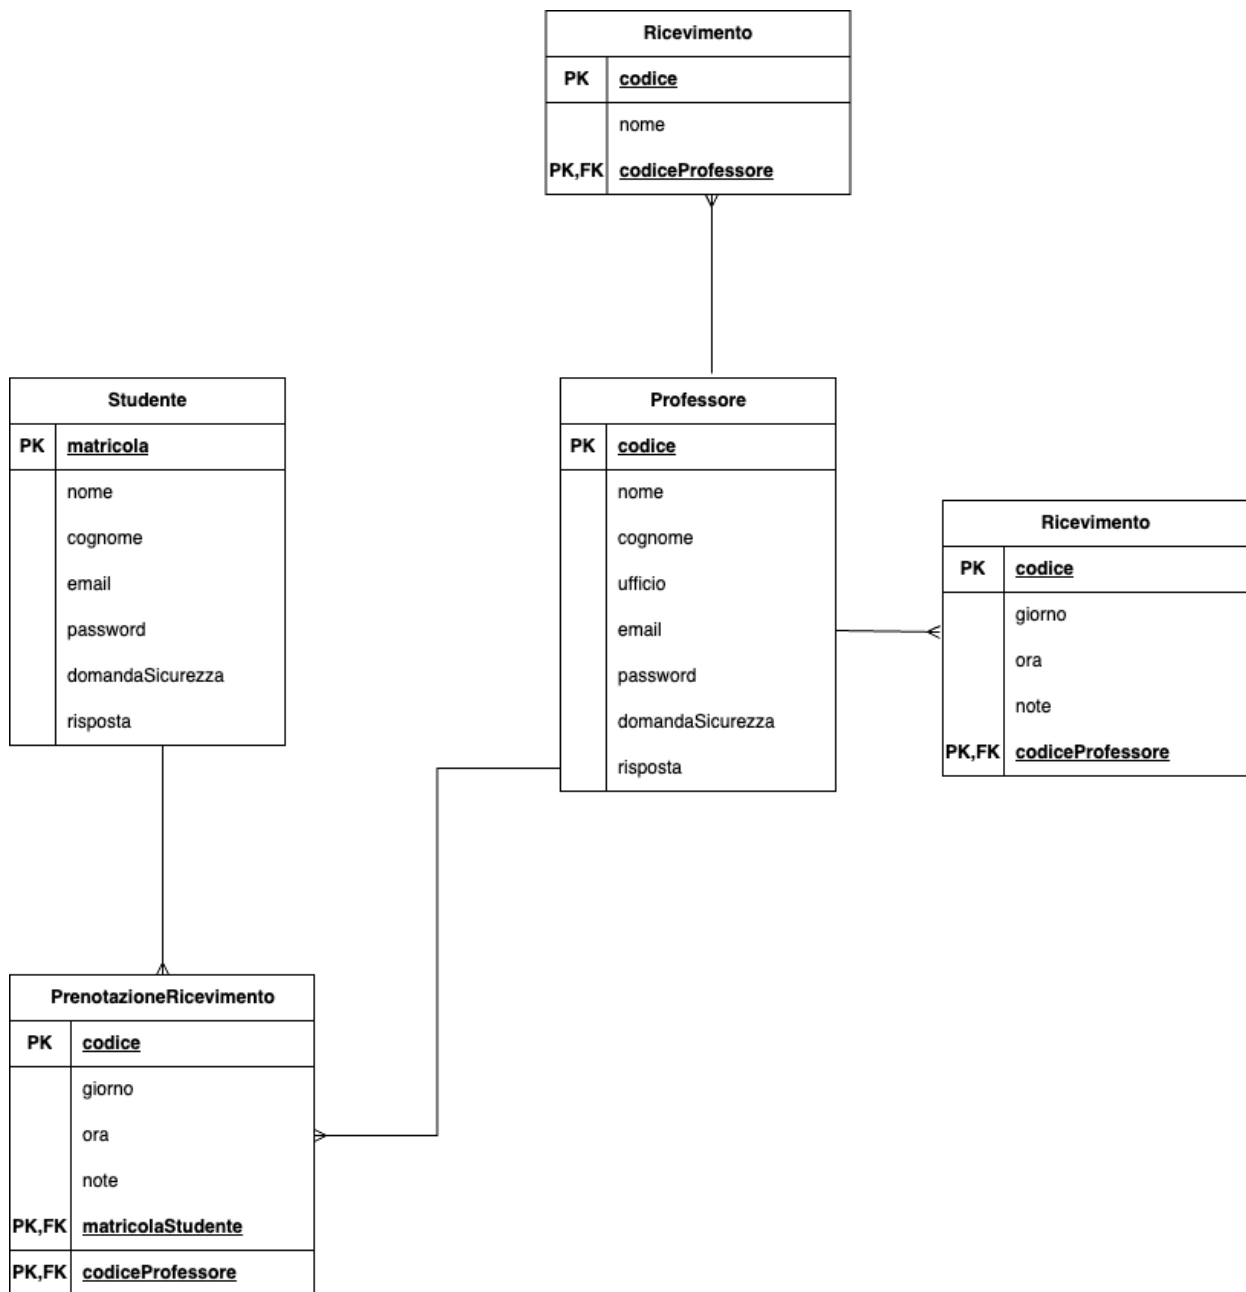 Ricevimento
PK codice
nome
PK,FK codiceProfessore
Studente
PK matricola
nome
cognome
email
password
domandaSicurezza
risposta
Professore
PK codice
nome
cognome
ufficio
email
password
domandaSicurezza
risposta
Ricevimento
PK codice
giorno
ora
note
PK,FK codiceProfessore
PrenotazioneRicevimento
PK codice
giorno
ora
note
PK,FK matricolaStudente
PK,FK codiceProfessore